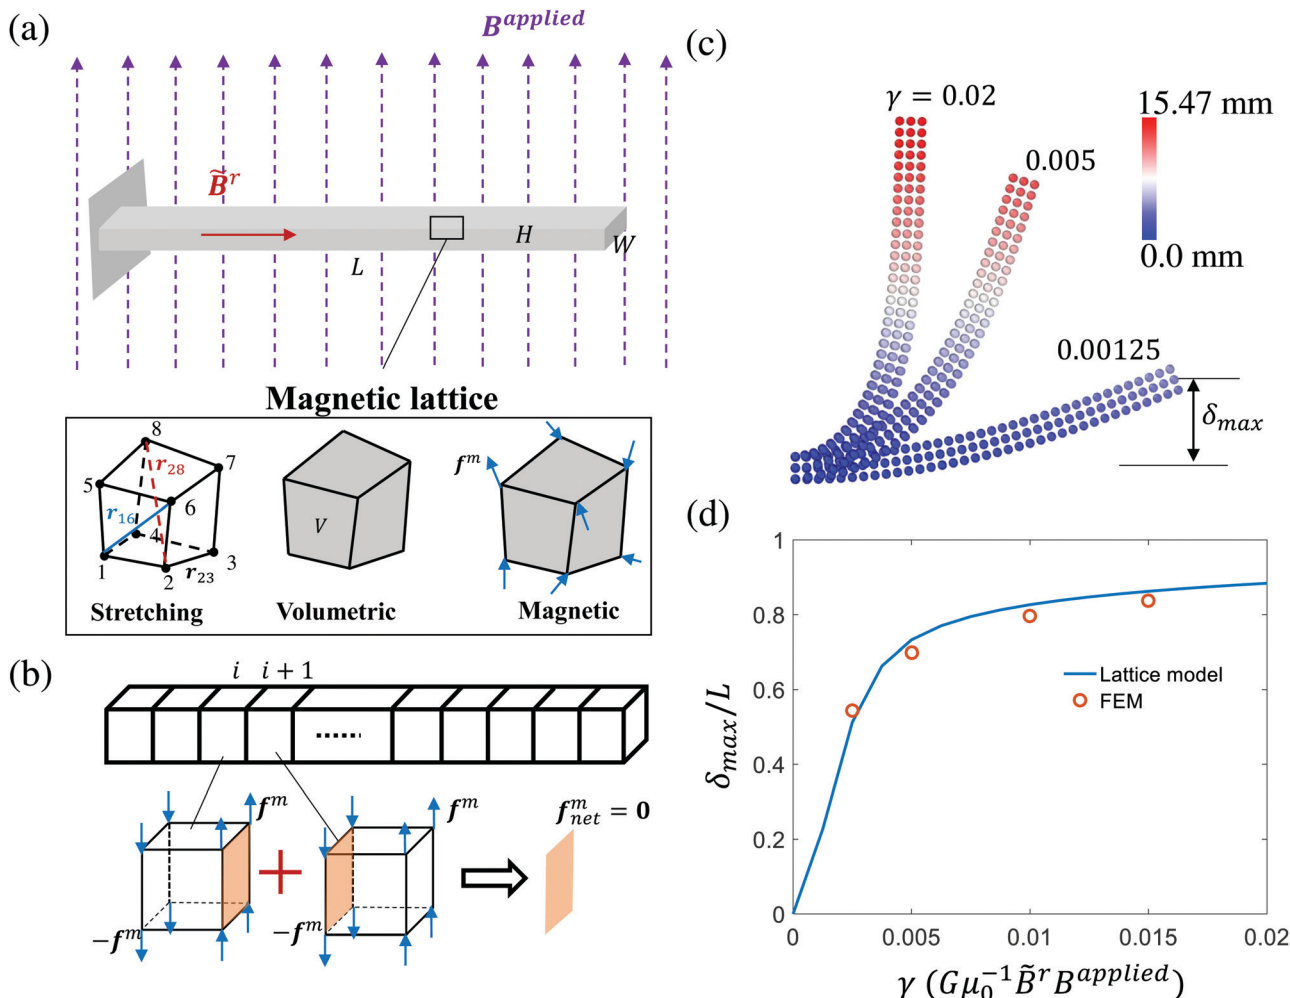 (a)
B^applied
B̃^r
H
W
L
Magnetic lattice
8
7
r_28
5
6
r_16
4
3
1
2
r_23
V
f^m
Stretching
Volumetric
Magnetic
(b)
i
i + 1
......
f^m
f^m
f^m_net = 0
−f^m
−f^m
(c)
γ = 0.02
15.47 mm
0.005
0.0 mm
0.00125
δ_max
(d)
1
0.8
0.6
0.4
0.2
0
δ_max/L
Lattice model
FEM
0
0.005
0.01
0.015
0.02
γ (Gμ_0^−1 B̃^r B^applied)